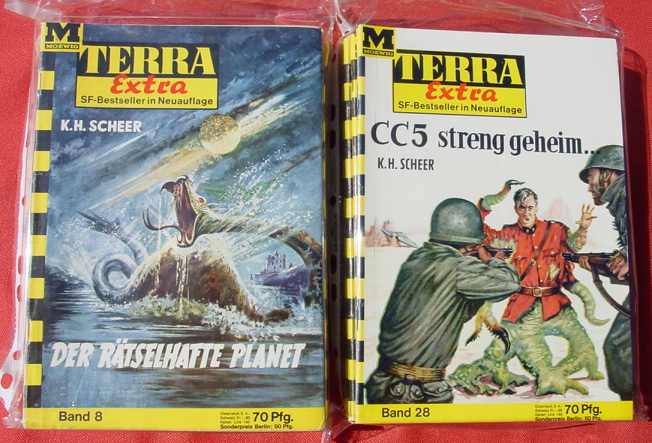 M
MOEWIG
TERRA
Extra
SF-Bestseller in Neuauflage
K.H. SCHEER
DER RÄTSELHAFTE PLANET
Band 8
70 Pfg.
Sonderpreis Berlin: 60 Pfg.
M
MOEWIG
TERRA
Extra
SF-Bestseller in Neuauflage
CC5 streng geheim...
K.H. SCHEER
Band 28
70 Pfg.
Sonderpreis Berlin: 60 Pfg.